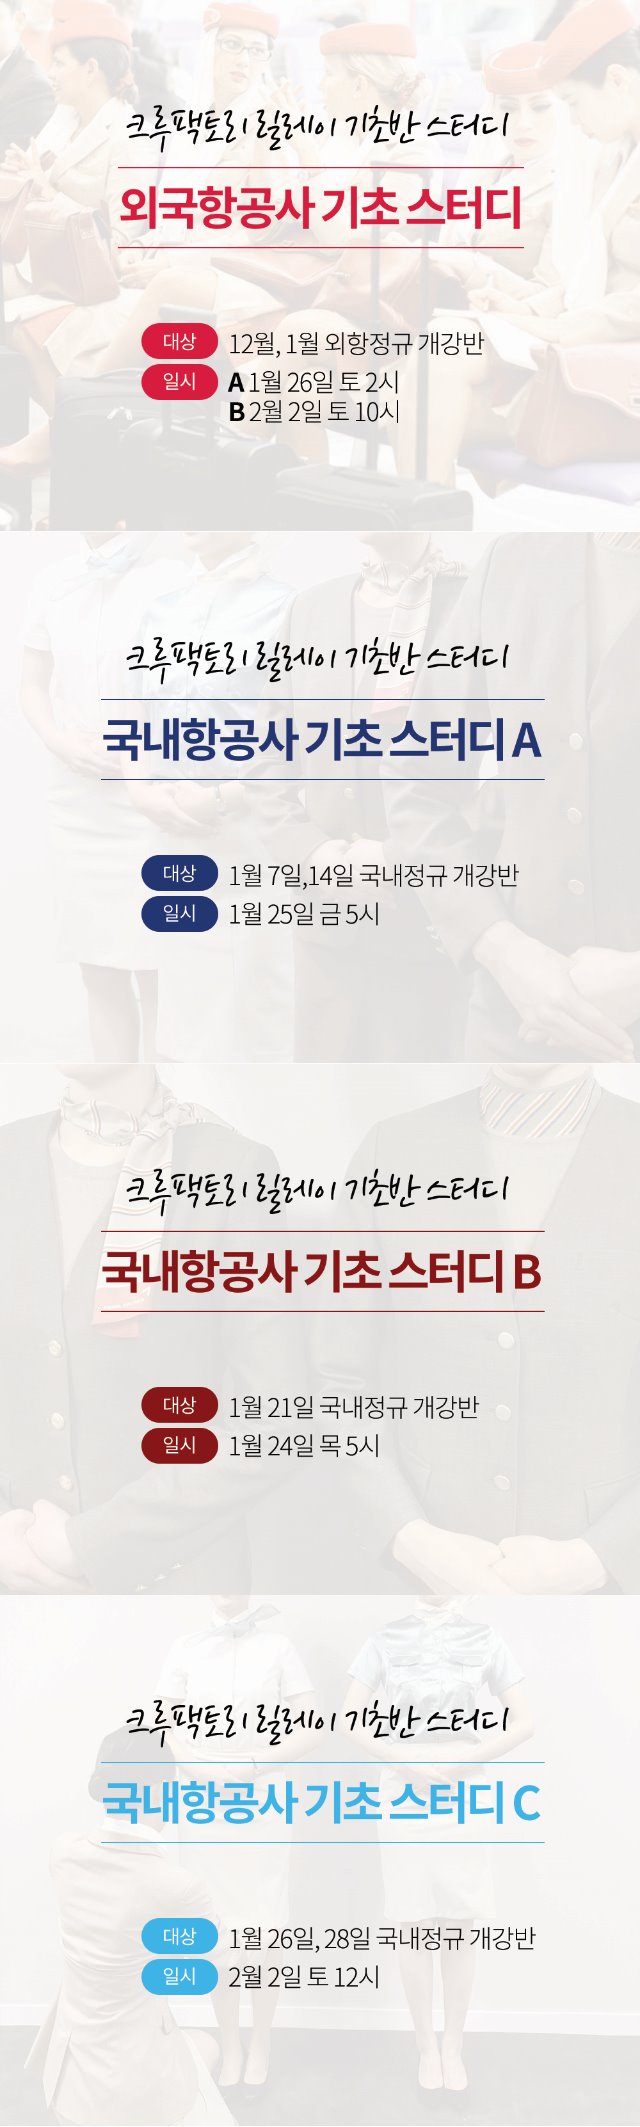 크루팩토리 릴레이 기초반 스터디
외국항공사 기초 스터디
대상 12월, 1월 외항정규 개강반
일시 A 1월 26일 토 2시
B 2월 2일 토 10시
크루팩토리 릴레이 기초반 스터디
국내항공사 기초 스터디 A
대상 1월 7일,14일 국내정규 개강반
일시 1월 25일 금 5시
크루팩토리 릴레이 기초반 스터디
국내항공사 기초 스터디 B
대상 1월 21일 국내정규 개강반
일시 1월 24일 목 5시
크루팩토리 릴레이 기초반 스터디
국내항공사 기초 스터디 C
대상 1월 26일, 28일 국내정규 개강반
일시 2월 2일 토 12시